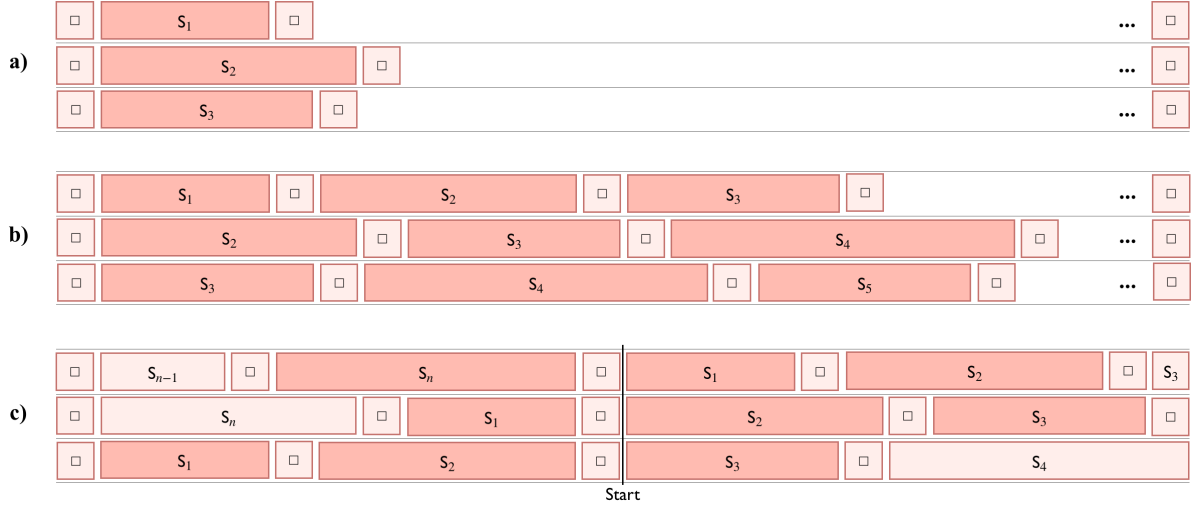 □ S₁ □ ... □
a) □ S₂ □ ... □
□ S₃ □ ... □
□ S₁ □ S₂ □ S₃ □ ... □
b) □ S₂ □ S₃ □ S₄ □ ... □
□ S₃ □ S₄ □ S₅ □ ... □
□ Sₙ₋₁ □ Sₙ □ S₁ □ S₂ □ S₃
c) □ Sₙ □ S₁ □ S₂ □ S₃ □
□ S₁ □ S₂ □ S₃ □ S₄
Start